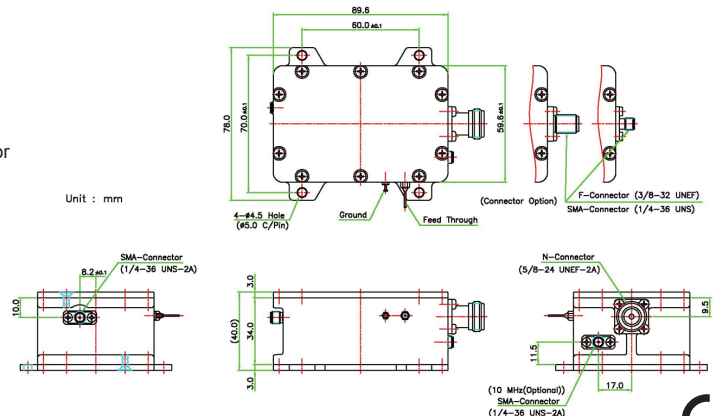 89.6
60.0 ±0.1
78.0
70.0 ±0.1
59.6 ±0.1
or
Unit : mm
4-ø4.5 Hole
(ø5.0 C/Pin)
Ground
Feed Through
(Connector Option)
F-Connector (3/8-32 UNEF)
SMA-Connector (1/4-36 UNS)
SMA-Connector
(1/4-36 UNS-2A)
8.2 ±0.1
10.0
3.0
(40.0)
34.0
3.0
N-Connector
(5/8-24 UNEF-2A)
9.5
11.5
17.0
(10 MHz(Optional))
SMA-Connector
(1/4-36 UNS-2A)